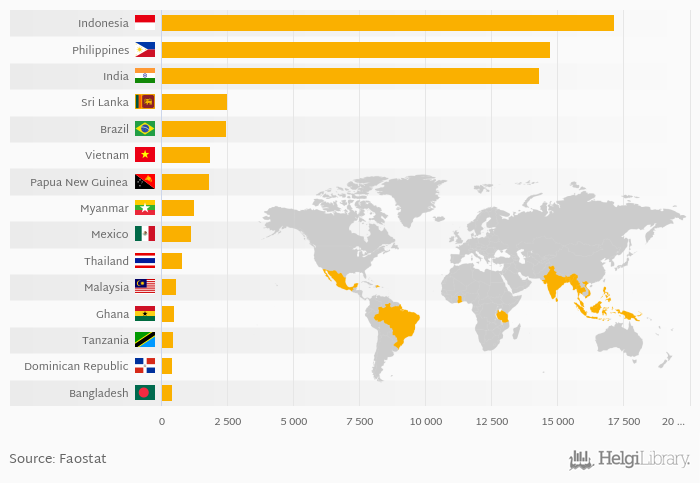 Indonesia
Philippines
India
Sri Lanka
Brazil
Vietnam
Papua New Guinea
Myanmar
Mexico
Thailand
Malaysia
Ghana
Tanzania
Dominican Republic
Bangladesh
0 2 500 5 000 7 500 10 000 12 500 15 000 17 500 20 ...
Source: Faostat
HelgiLibrary.